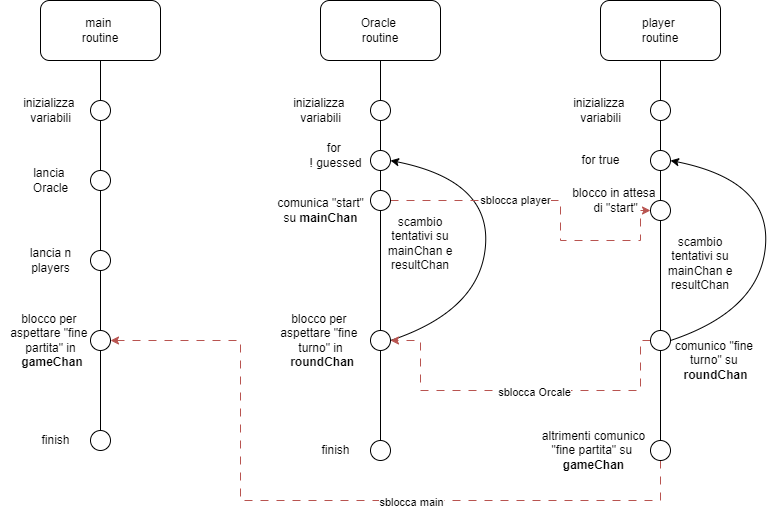 main
routine
inizializza
variabili
lancia
Oracle
lancia n
players
blocco per
aspettare "fine
partita" in
gameChan
finish
Oracle
routine
inizializza
variabili
for
! guessed
comunica "start"
su mainChan
scambio
tentativi su
mainChan e
resultChan
blocco per
aspettare "fine
turno" in
roundChan
finish
player
routine
inizializza
variabili
for true
blocco in attesa
di "start"
scambio
tentativi su
mainChan e
resultChan
comunico "fine
turno" su
roundChan
altrimenti comunico
"fine partita" su
gameChan
sblocca player
sblocca Orcale
sblocca main